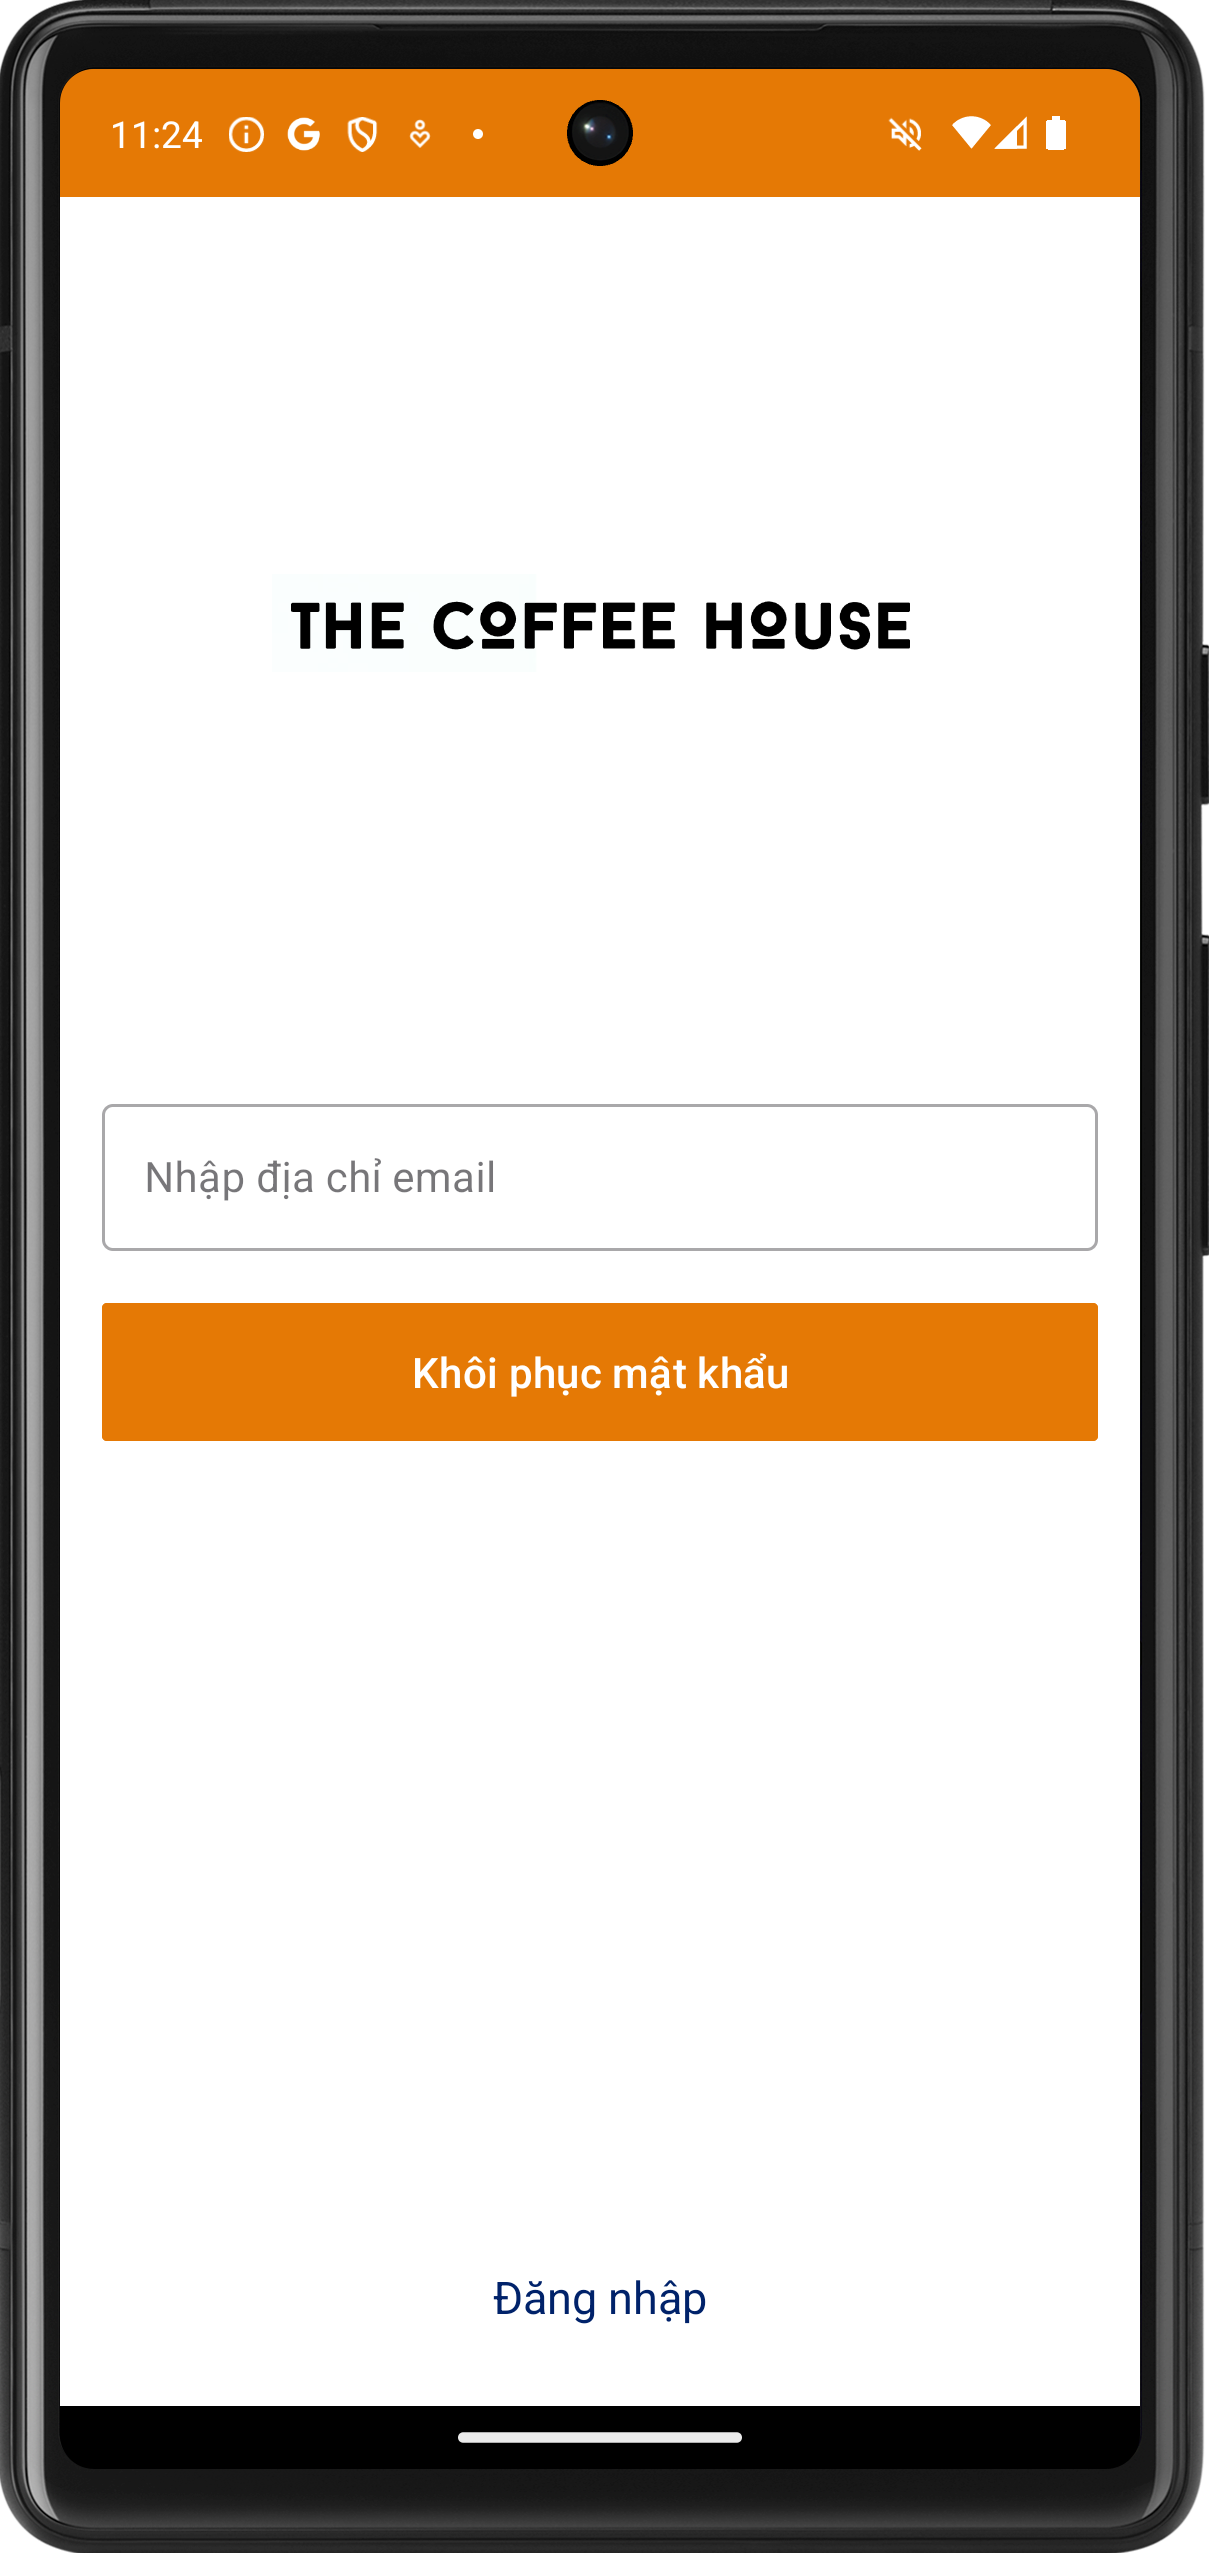 11:24
THE COFFEE HOUSE
Nhập địa chỉ email
Khôi phục mật khẩu
Đăng nhập